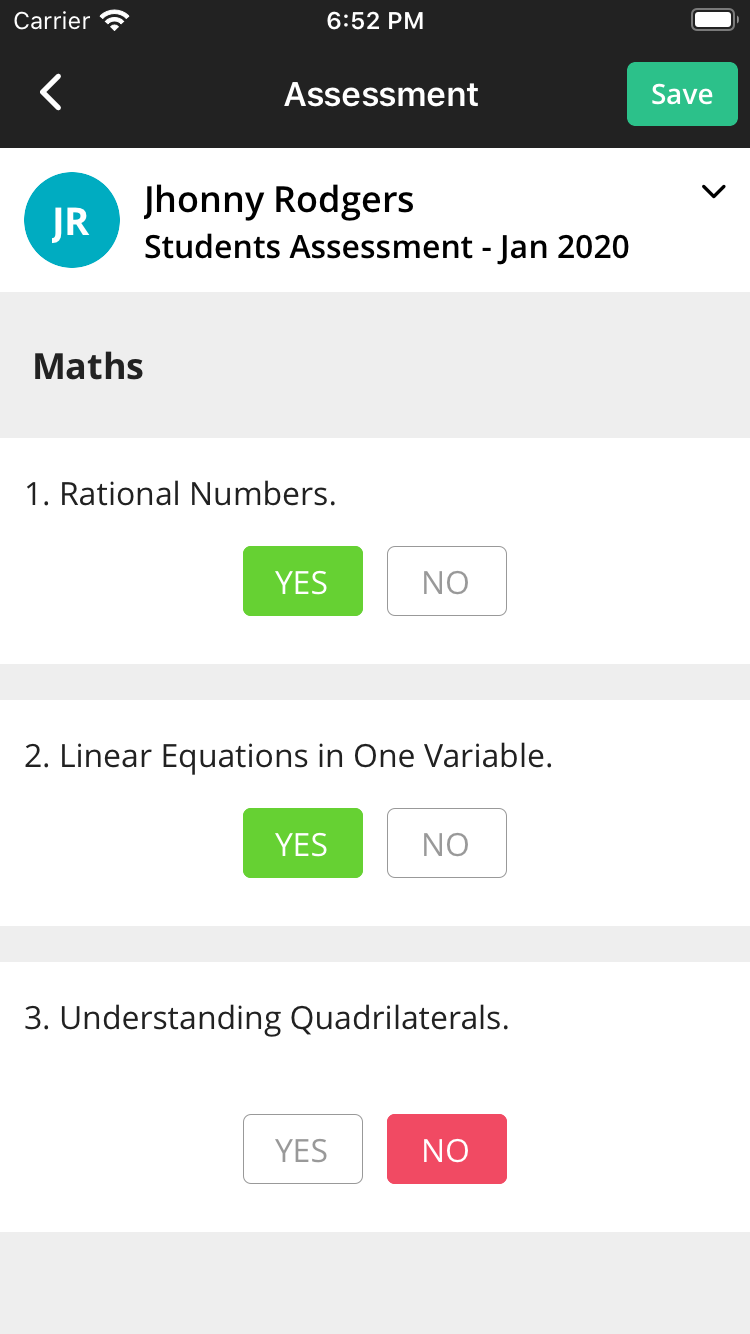 Carrier 6:52 PM
Assessment Save
JR Jhonny Rodgers
Students Assessment - Jan 2020
Maths
1. Rational Numbers.
YES NO
2. Linear Equations in One Variable.
YES NO
3. Understanding Quadrilaterals.
YES NO